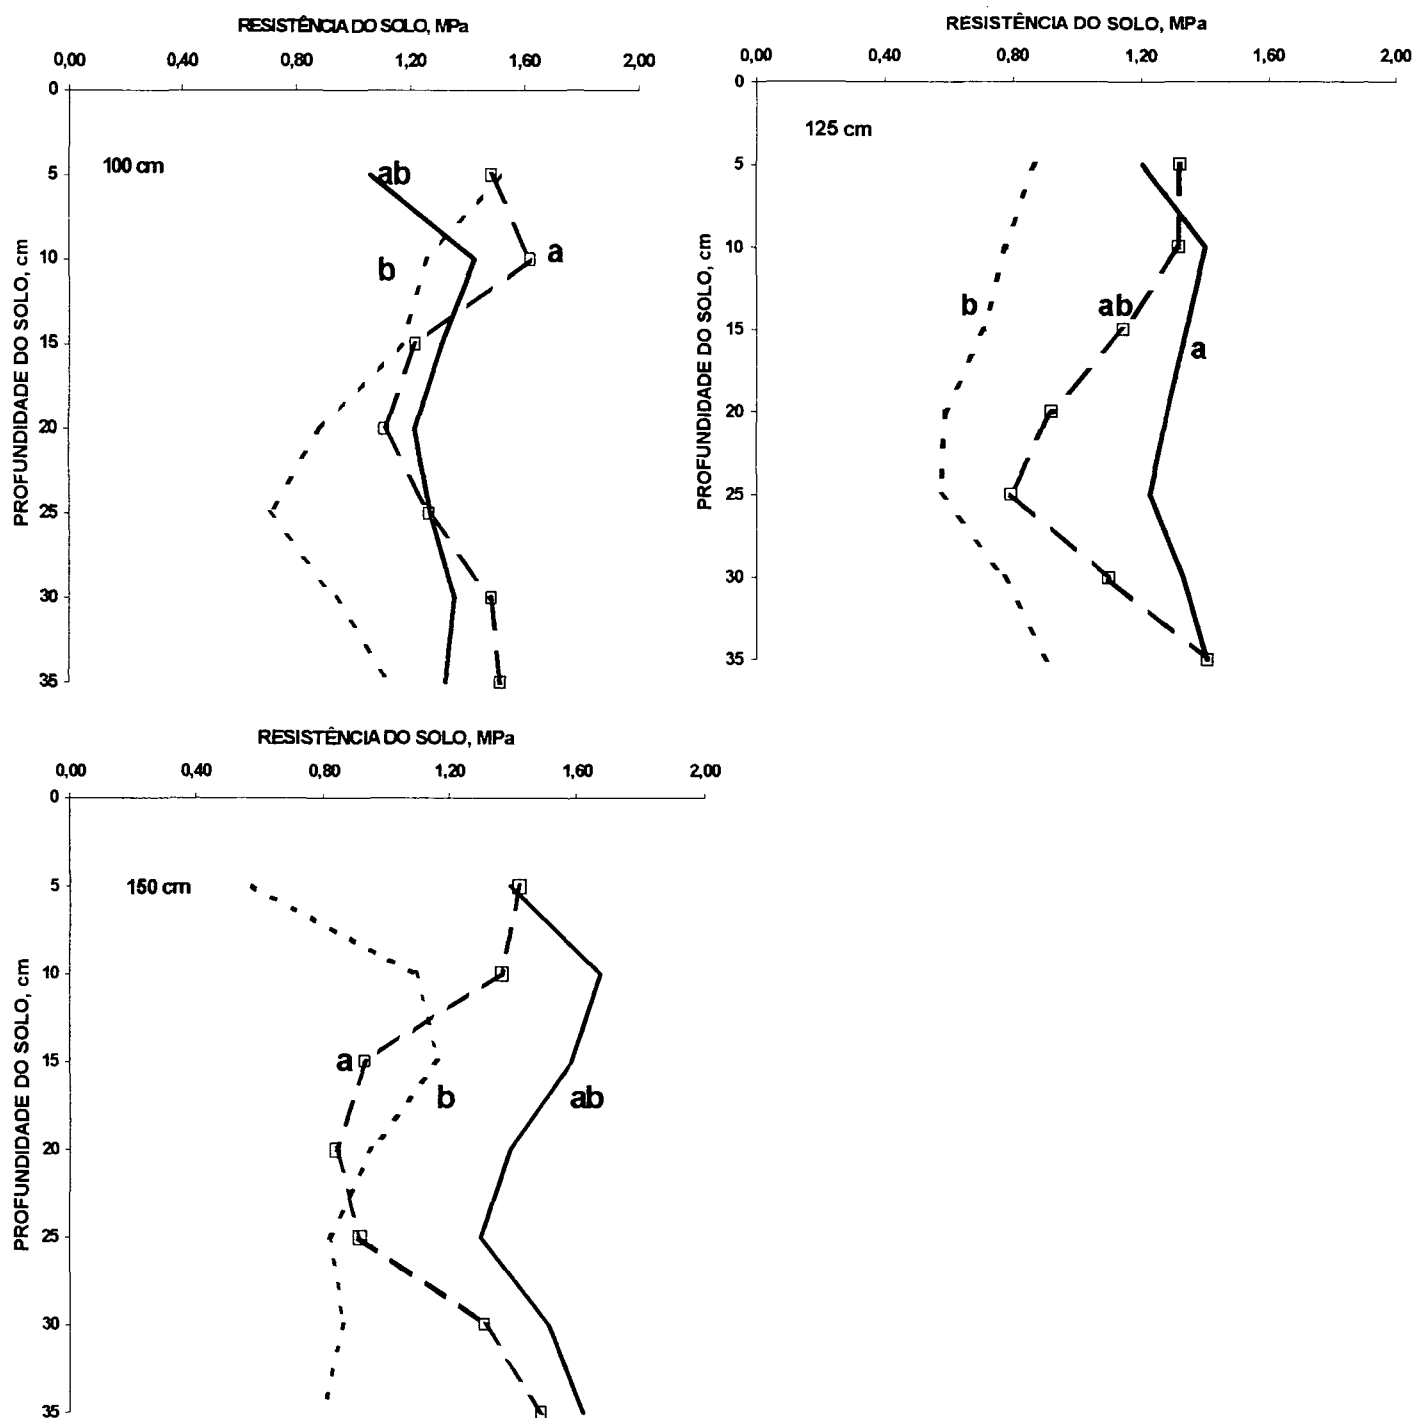 RESISTÊNCIA DO SOLO, MPa
0,00 0,40 0,80 1,20 1,60 2,00
0
5
10
15
20
25
30
35
PROFUNDIDADE DO SOLO, cm
100 cm
ab
a
b
RESISTÊNCIA DO SOLO, MPa
0,00 0,40 0,80 1,20 1,60 2,00
0
5
10
15
20
25
30
35
PROFUNDIDADE DO SOLO, cm
125 cm
b
ab
a
RESISTÊNCIA DO SOLO, MPa
0,00 0,40 0,80 1,20 1,60 2,00
0
5
10
15
20
25
30
35
PROFUNDIDADE DO SOLO, cm
150 cm
a
b
ab